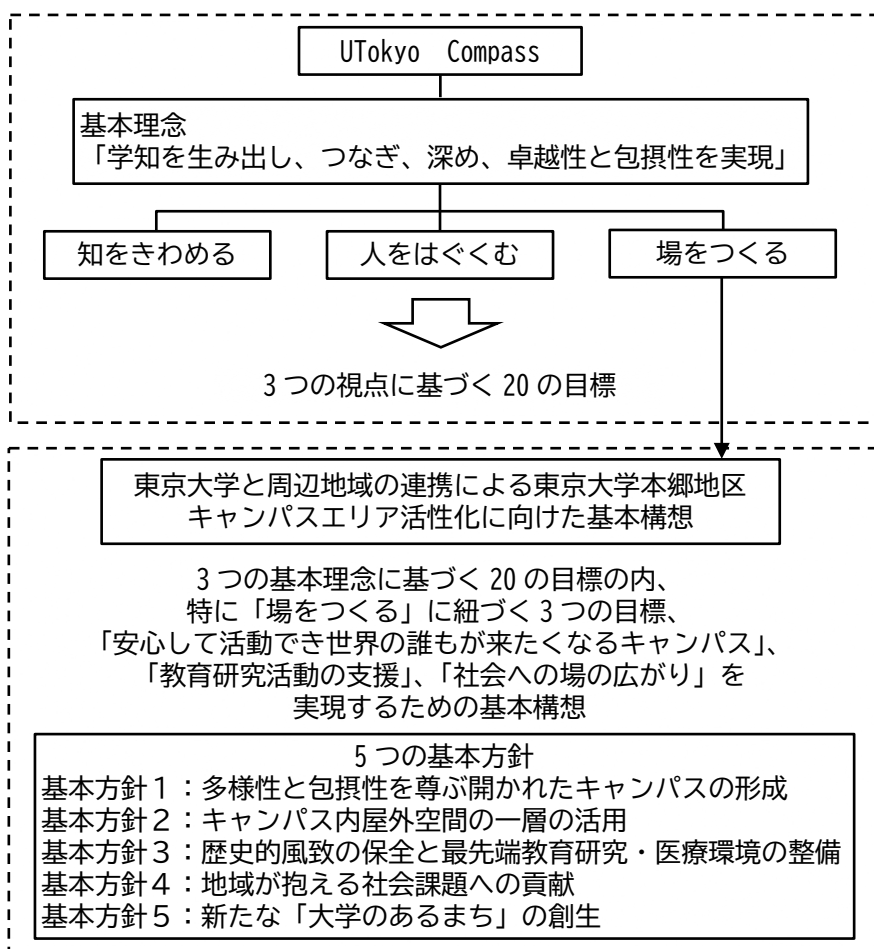 UTokyo Compass
基本理念
「学知を生み出し、つなぎ、深め、卓越性と包摂性を実現」
知をきわめる
人をはぐくむ
場をつくる
3つの視点に基づく20の目標
東京大学と周辺地域の連携による東京大学本郷地区
キャンパスエリア活性化に向けた基本構想
3つの基本理念に基づく20の目標の内、
特に「場をつくる」に紐づく3つの目標、
「安心して活動でき世界の誰もが来たくなるキャンパス」、
「教育研究活動の支援」、「社会への場の広がり」を
実現するための基本構想
5つの基本方針
基本方針1：多様性と包摂性を尊ぶ開かれたキャンパスの形成
基本方針2：キャンパス内屋外空間の一層の活用
基本方針3：歴史的風致の保全と最先端教育研究・医療環境の整備
基本方針4：地域が抱える社会課題への貢献
基本方針5：新たな「大学のあるまち」の創生